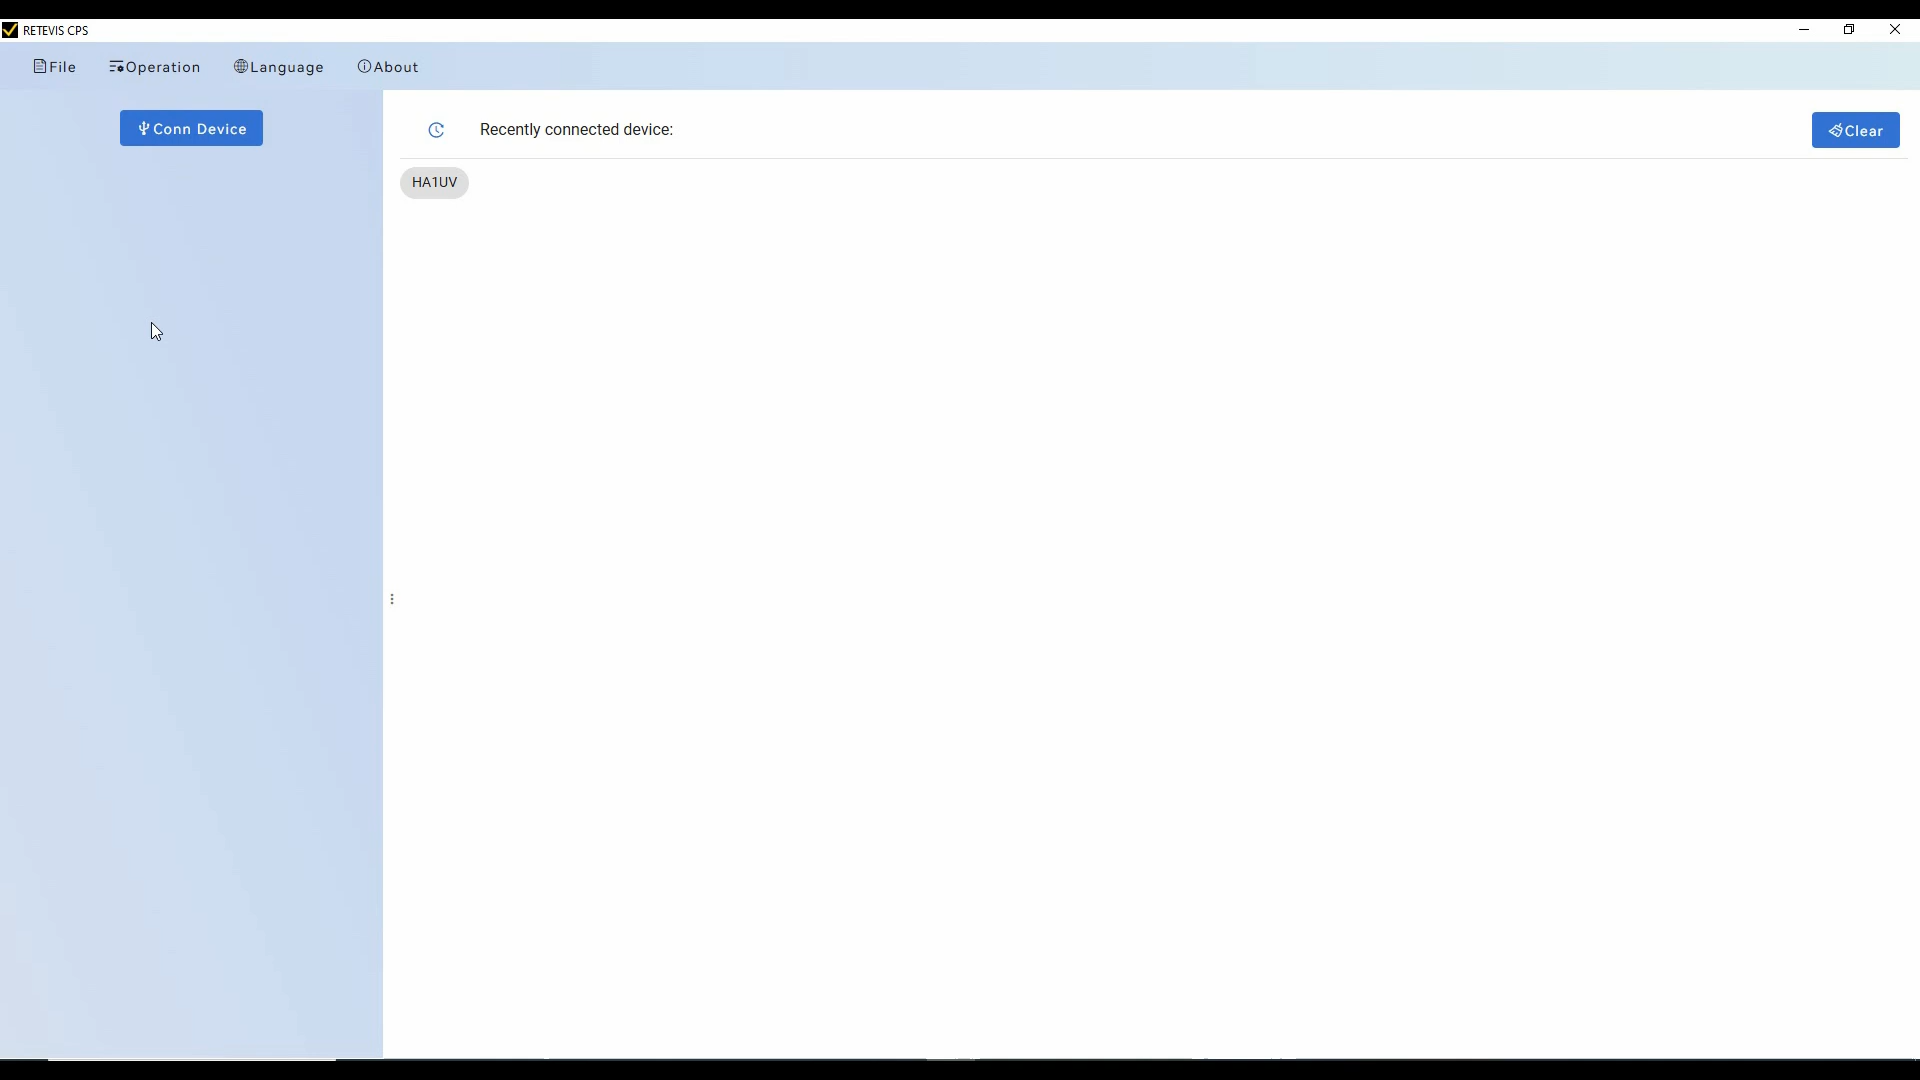 RETEVIS CPS
File Operation Language About
Conn Device
Recently connected device:
Clear
HA1UV